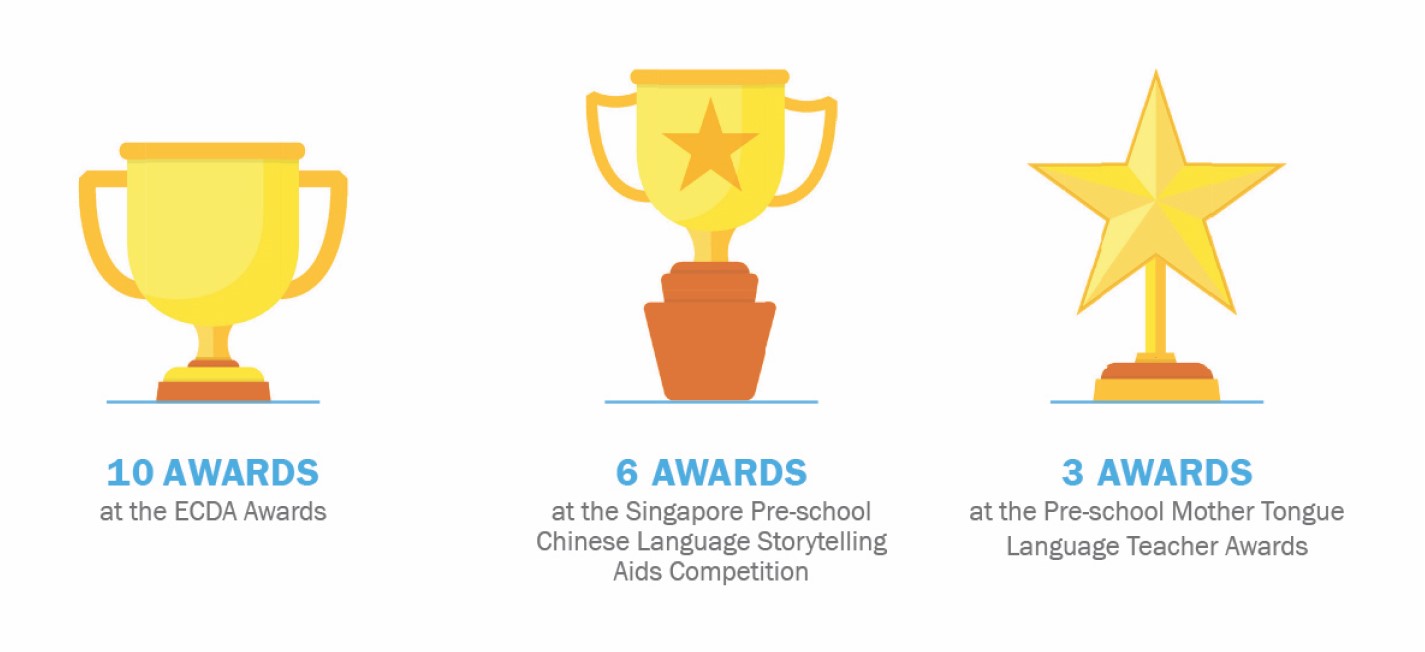 10 AWARDS
at the ECDA Awards
6 AWARDS
at the Singapore Pre-school
Chinese Language Storytelling
Aids Competition
3 AWARDS
at the Pre-school Mother Tongue
Language Teacher Awards